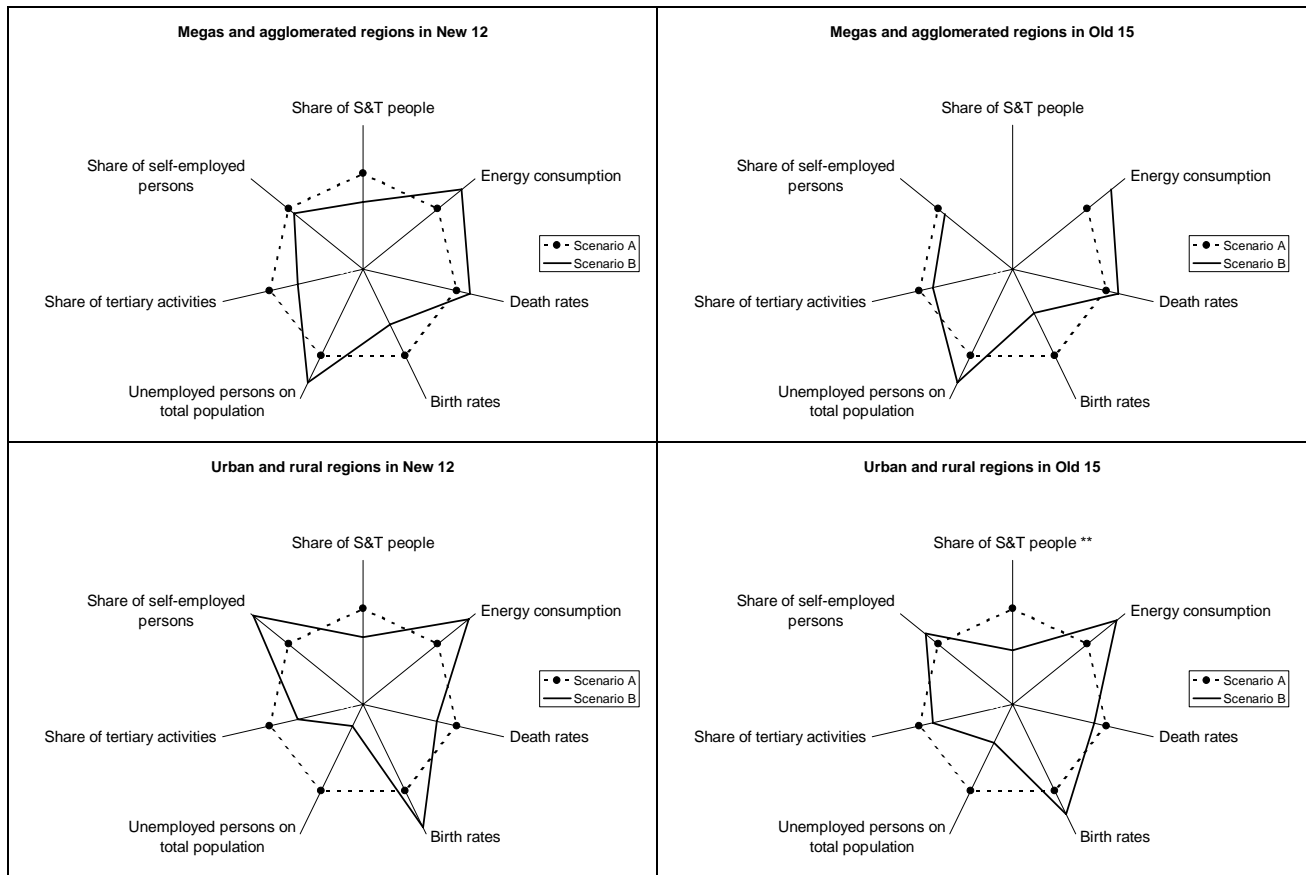 Megas and agglomerated regions in New 12
Share of S&T people
Share of self-employed
persons
Energy consumption
Scenario A
Scenario B
Share of tertiary activities
Death rates
Unemployed persons on
total population
Birth rates
Megas and agglomerated regions in Old 15
Share of S&T people
Share of self-employed
persons
Energy consumption
Scenario A
Scenario B
Share of tertiary activities
Death rates
Unemployed persons on
total population
Birth rates
Urban and rural regions in New 12
Share of S&T people
Share of self-employed
persons
Energy consumption
Scenario A
Scenario B
Share of tertiary activities
Death rates
Unemployed persons on
total population
Birth rates
Urban and rural regions in Old 15
Share of S&T people **
Share of self-employed
persons
Energy consumption
Scenario A
Scenario B
Share of tertiary activities
Death rates
Unemployed persons on
total population
Birth rates